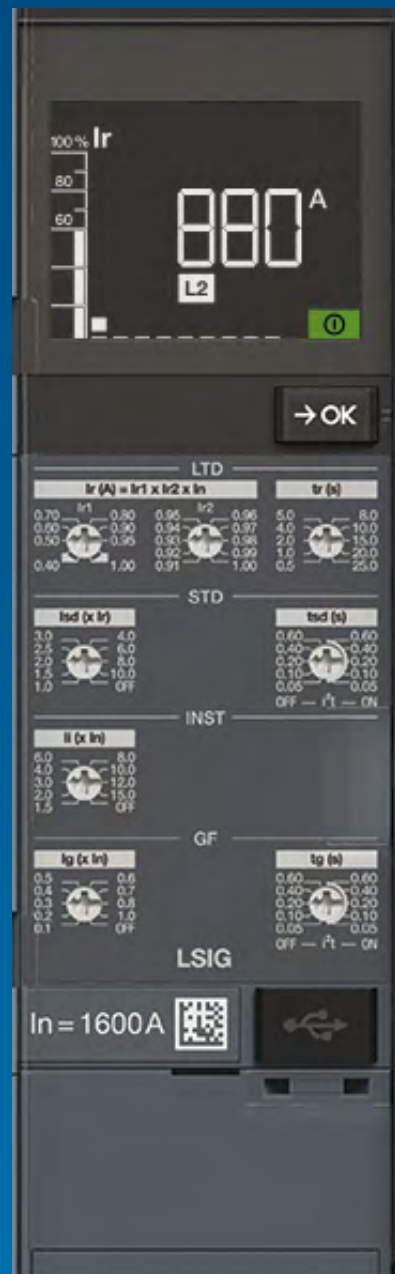 100 % Ir
80
60
880 A
L2
→OK
LTD
Ir (A) = Ir1 x Ir2 x In
tr (s)
Ir1
Ir2
0.70 0.80 0.95 0.96 5.0 8.0
0.60 0.90 0.94 0.97 4.0 10.0
0.50 0.95 0.93 0.98 2.0 15.0
0.92 0.99 1.0 20.0
0.40 1.00 0.91 1.00 0.5 25.0
STD
Isd (x Ir)
tsd (s)
3.0 4.0 0.60 0.60
2.5 6.0 0.40 0.40
2.0 8.0 0.20 0.20
1.5 10.0 0.10 0.10
1.0 OFF 0.05 0.05
OFF — I²t — ON
INST
Ii (x In)
6.0 8.0
4.0 10.0
3.0 12.0
2.0 15.0
1.5 OFF
GF
Ig (x In)
tg (s)
0.5 0.6 0.60 0.60
0.4 0.7 0.40 0.40
0.3 0.8 0.20 0.20
0.2 1.0 0.10 0.10
0.1 OFF 0.05 0.05
OFF — I²t — ON
LSIG
In = 1600 A